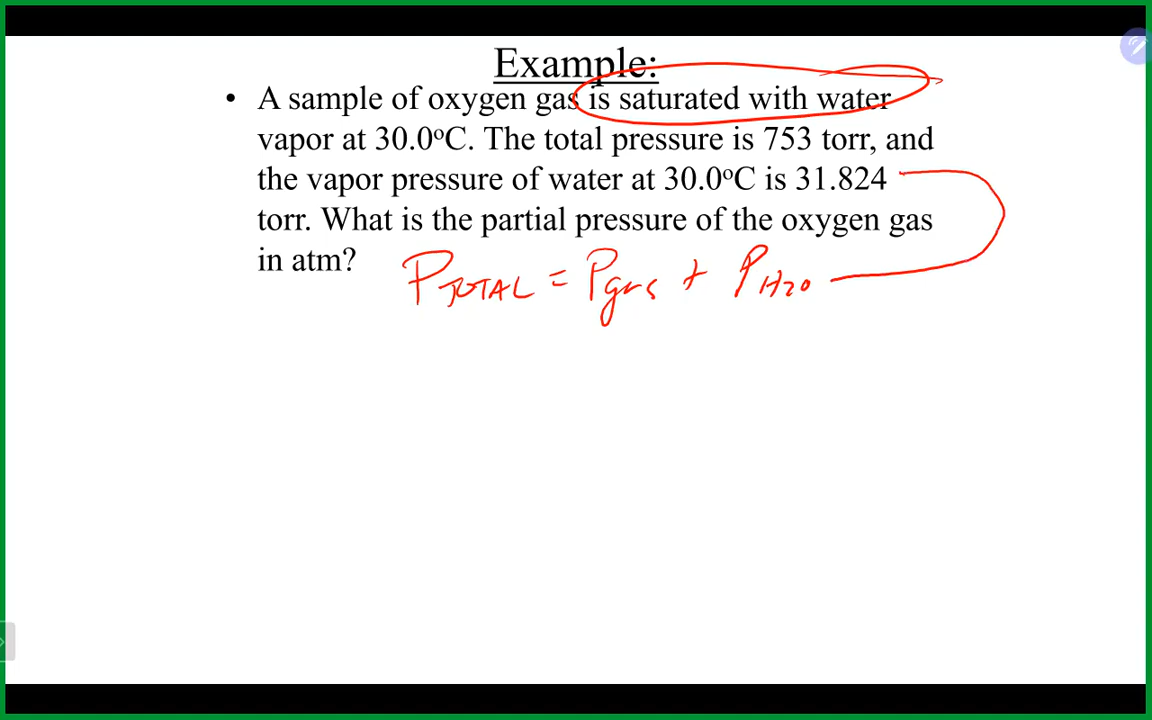 Example:
• A sample of oxygen gas is saturated with water
vapor at 30.0°C. The total pressure is 753 torr, and
the vapor pressure of water at 30.0°C is 31.824
torr. What is the partial pressure of the oxygen gas
in atm?
PTOTAL = Pgas + PH20